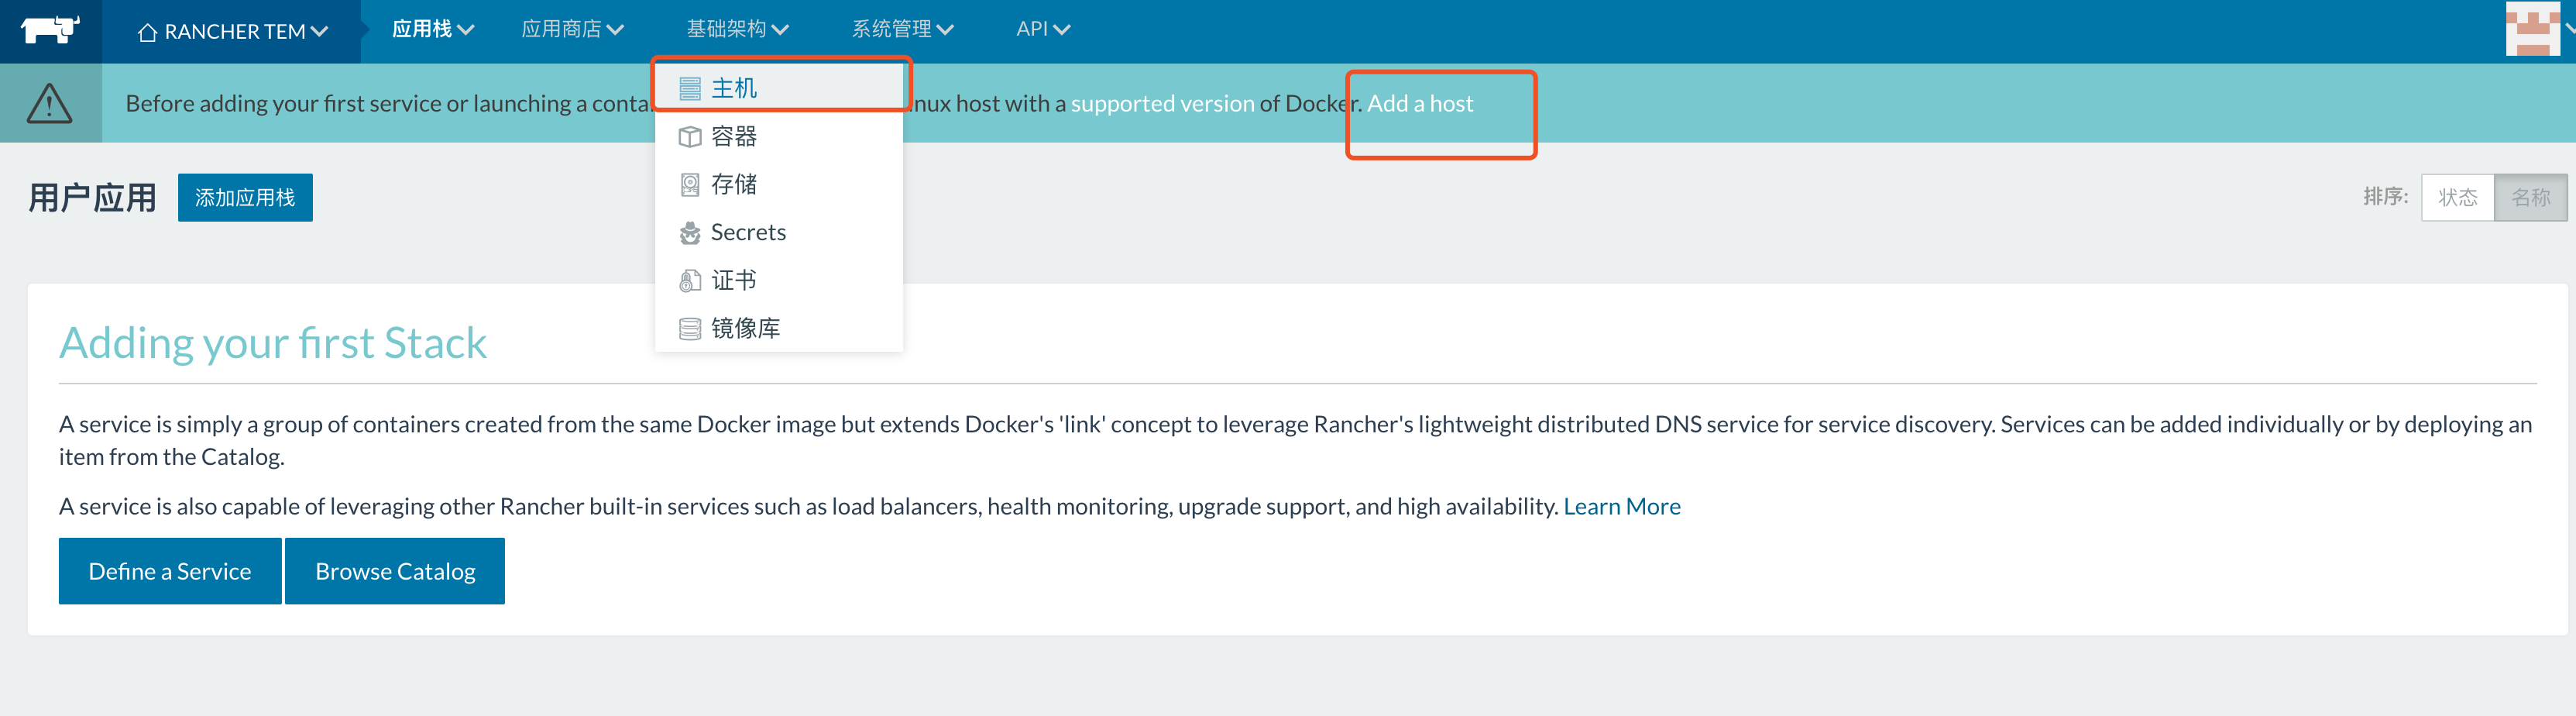 RANCHER TEM
应用栈
应用商店
基础架构
系统管理
API
主机
容器
存储
Secrets
证书
镜像库
Before adding your first service or launching a conta
inux host with a supported version of Docker. Add a host
用户应用
添加应用栈
排序:
状态
名称
Adding your first Stack
A service is simply a group of containers created from the same Docker image but extends Docker's 'link' concept to leverage Rancher's lightweight distributed DNS service for service discovery. Services can be added individually or by deploying an
item from the Catalog.
A service is also capable of leveraging other Rancher built-in services such as load balancers, health monitoring, upgrade support, and high availability. Learn More
Define a Service
Browse Catalog